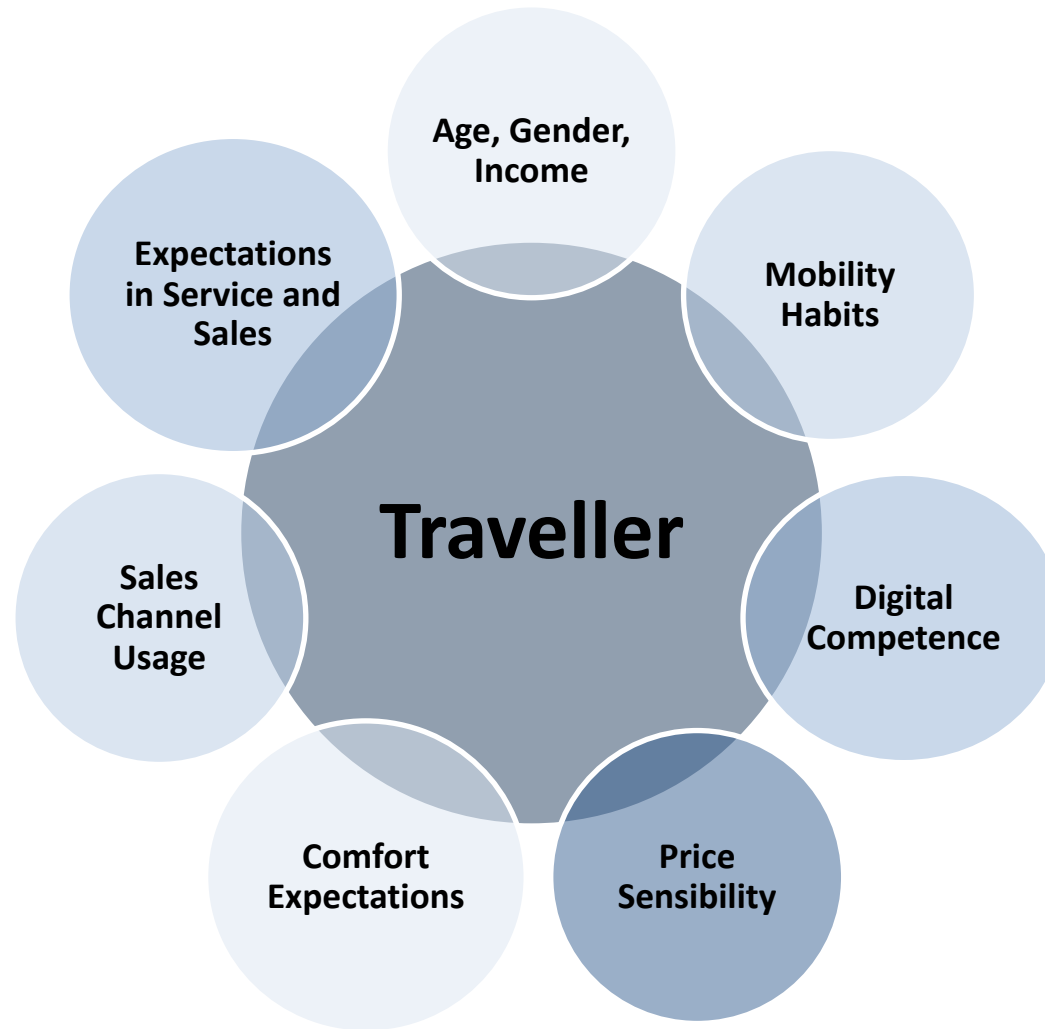 Age, Gender,
Income
Mobility
Habits
Digital
Competence
Price
Sensibility
Comfort
Expectations
Sales
Channel
Usage
Expectations
in Service and
Sales
Traveller